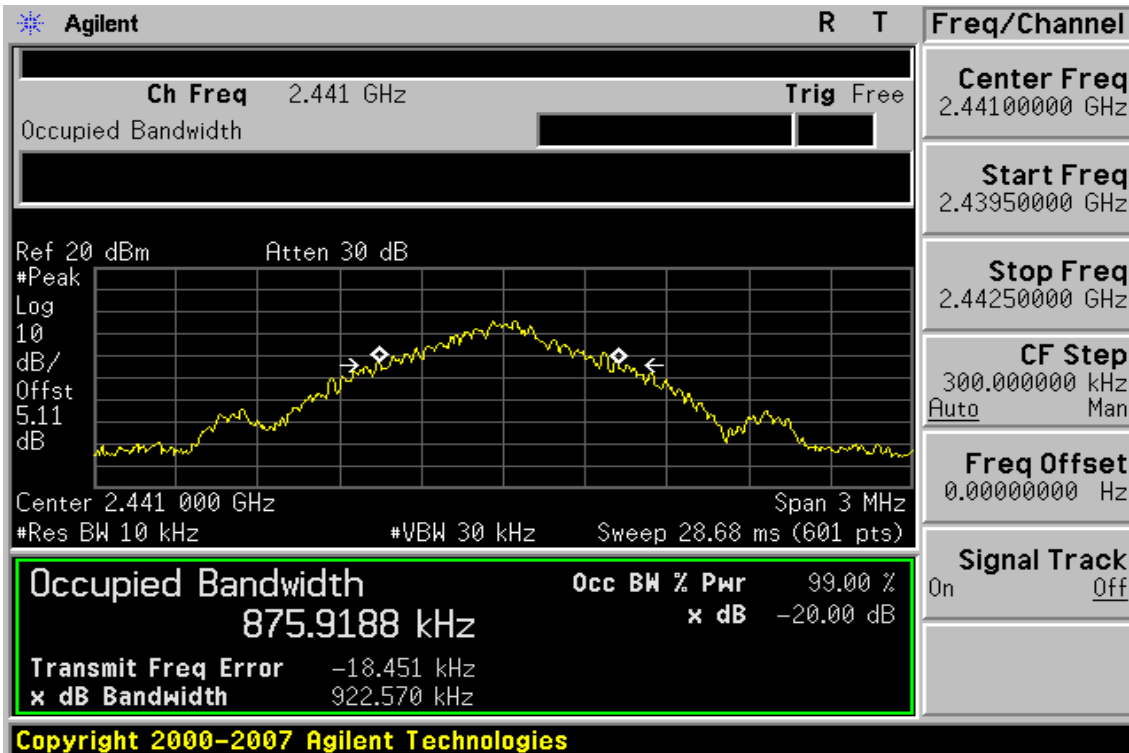 Agilent R T Freq/Channel
Ch Freq 2.441 GHz Trig Free
Occupied Bandwidth
Center Freq
2.44100000 GHz
Start Freq
2.43950000 GHz
Stop Freq
2.44250000 GHz
CF Step
300.000000 kHz
Auto Man
Freq Offset
0.00000000 Hz
Signal Track
On Off
Ref 20 dBm Atten 30 dB
#Peak
Log
10
dB/
Offst
5.11
dB
Center 2.441 000 GHz Span 3 MHz
#Res BW 10 kHz #VBW 30 kHz Sweep 28.68 ms (601 pts)
Occupied Bandwidth Occ BW % Pwr 99.00 %
875.9188 kHz x dB -20.00 dB
Transmit Freq Error -18.451 kHz
x dB Bandwidth 922.570 kHz
Copyright 2000-2007 Agilent Technologies